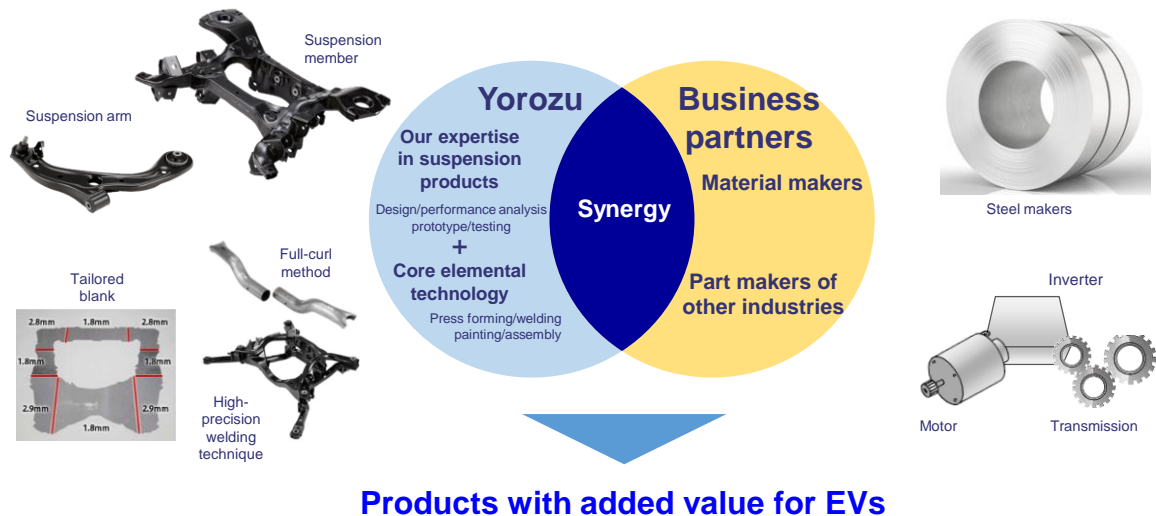 Suspension
member
Suspension arm
Tailored
blank
2.8mm 1.8mm 2.8mm
1.8mm 1.8mm
2.9mm 2.9mm
1.8mm
Full-curl
method
High-
precision
welding
technique
Yorozu
Our expertise
in suspension
products
Design/performance analysis
prototype/testing
+
Core elemental
technology
Press forming/welding
painting/assembly
Synergy
Business
partners
Material makers
Part makers of
other industries
Steel makers
Inverter
Motor
Transmission
Products with added value for EVs